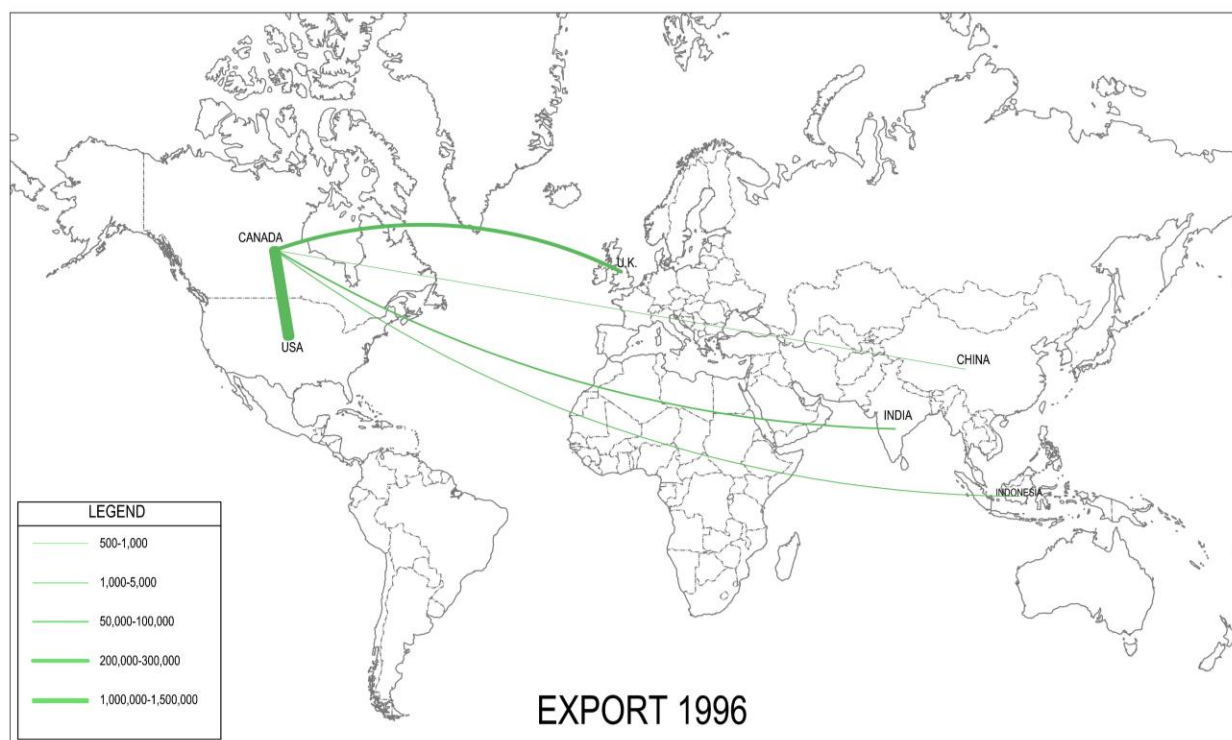 CANADA
U.K.
USA
CHINA
INDIA
INDONESIA
LEGEND
500-1,000
1,000-5,000
50,000-100,000
200,000-300,000
1,000,000-1,500,000
EXPORT 1996